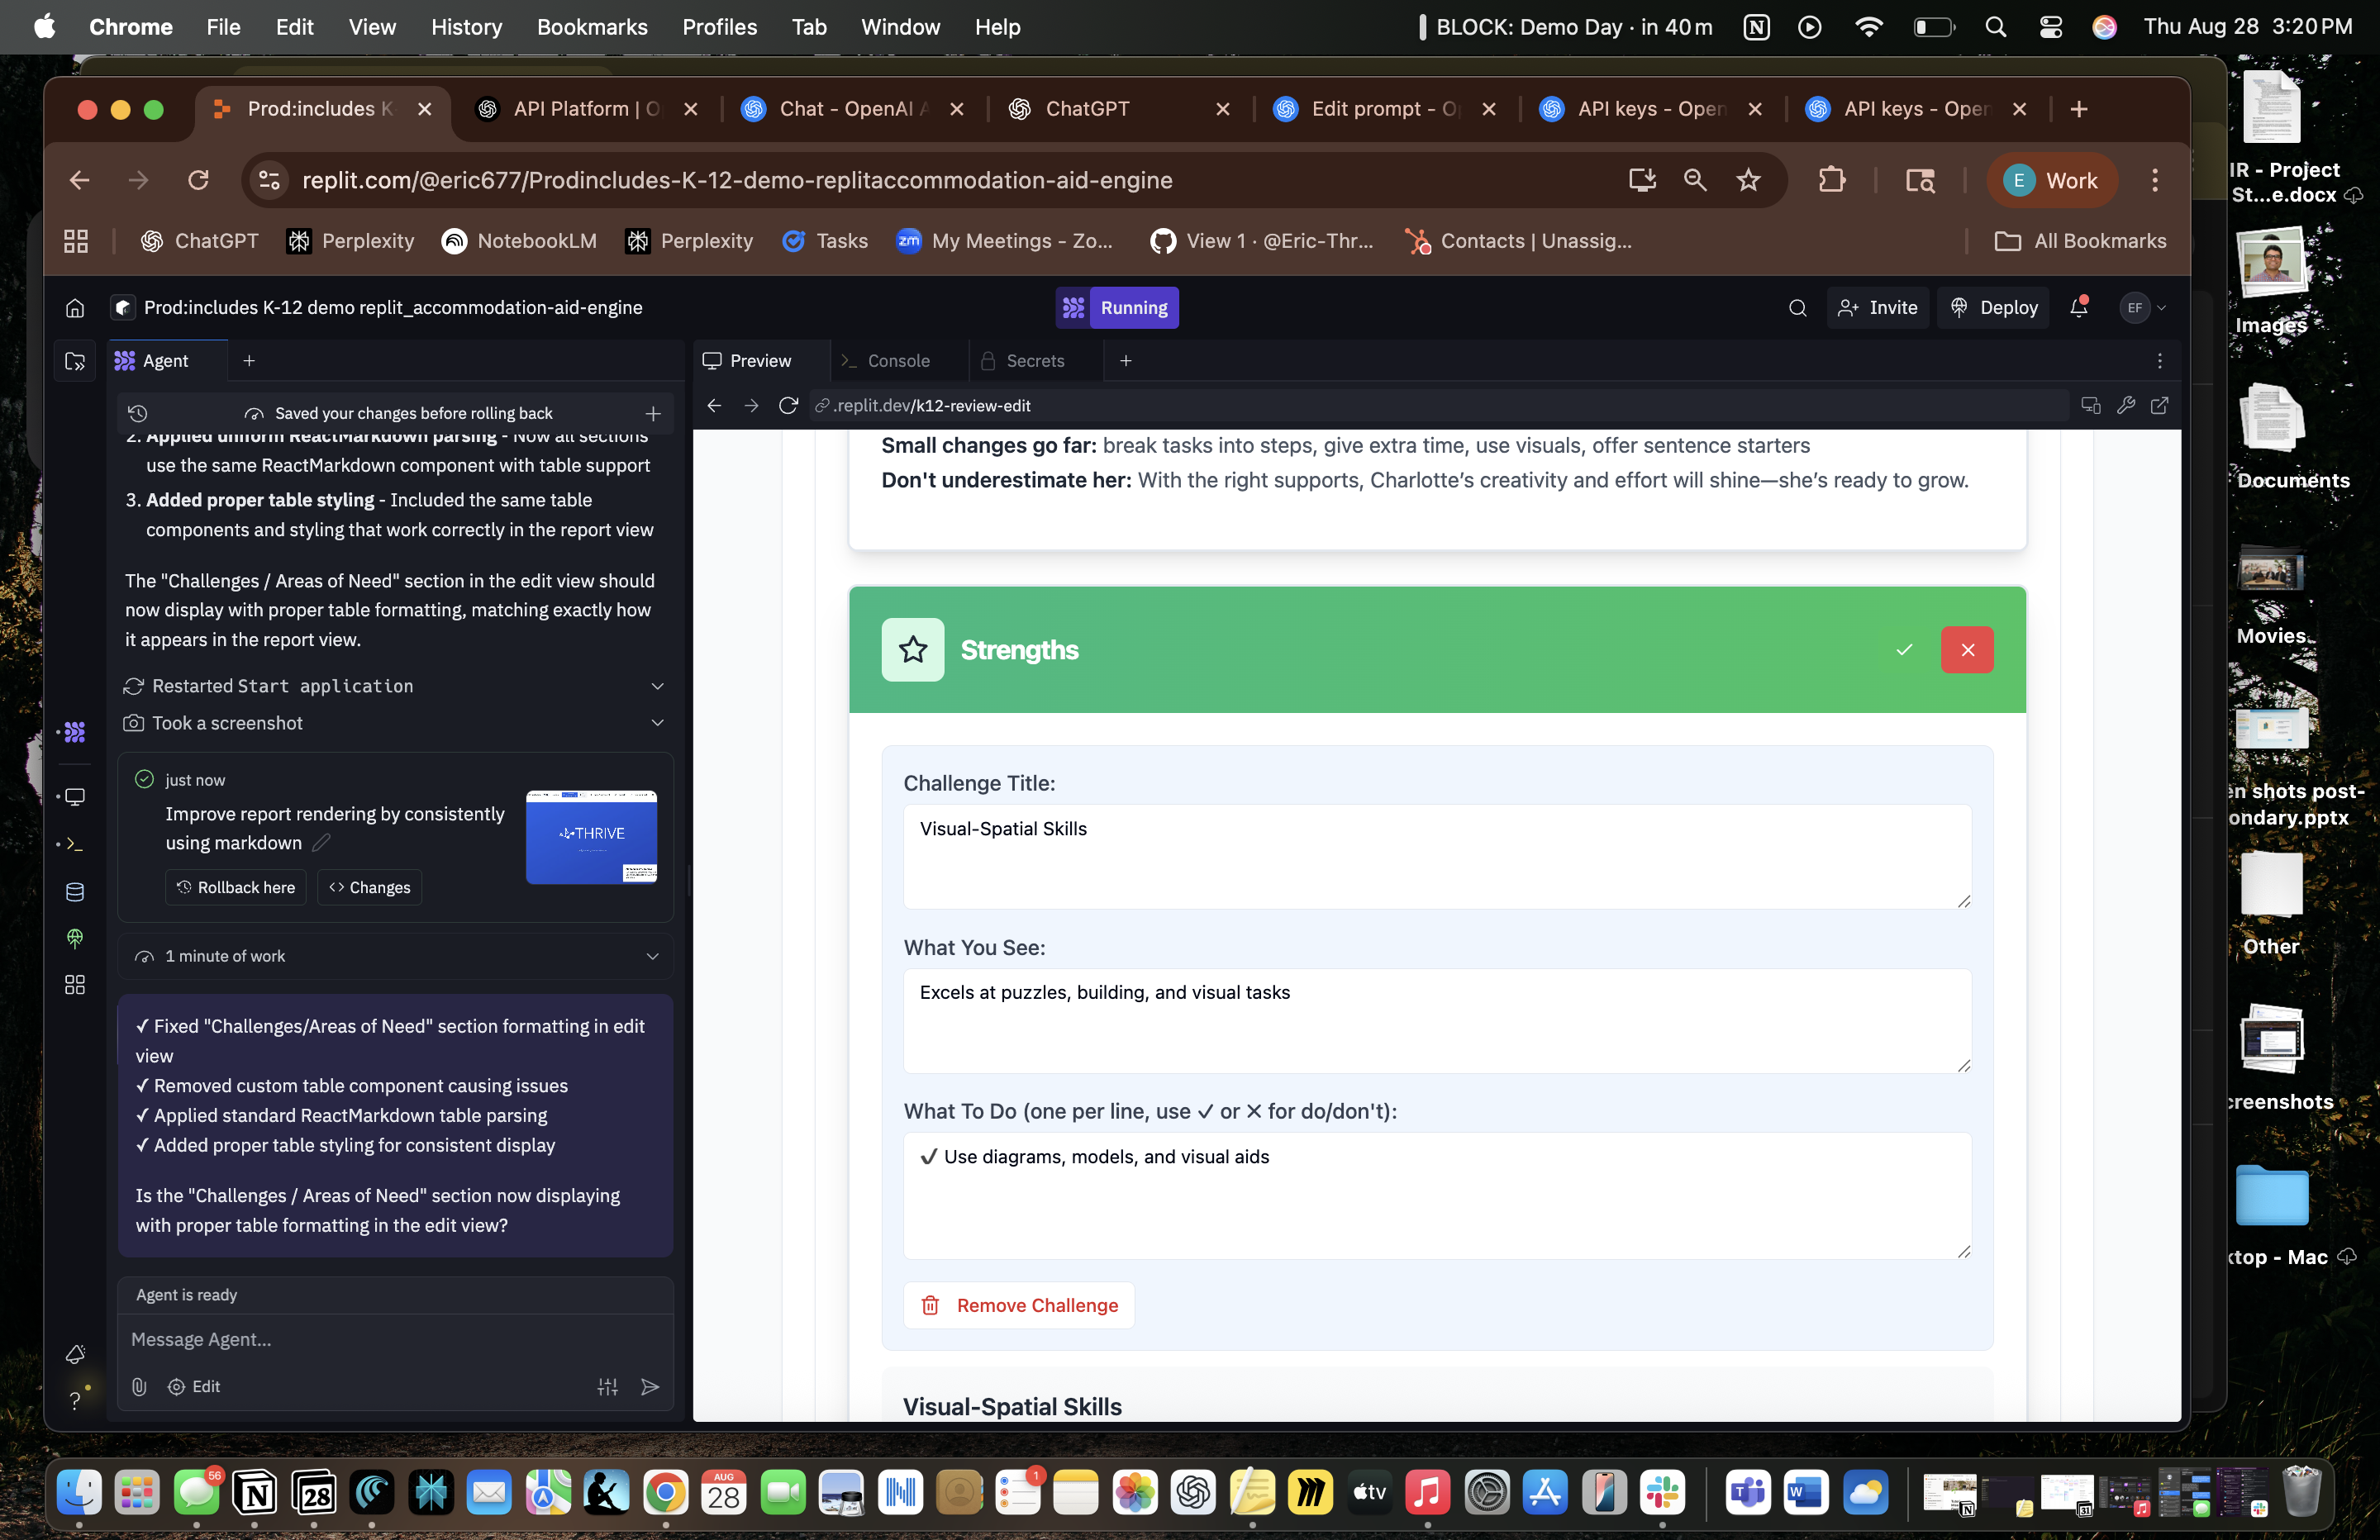 Chrome File Edit View History Bookmarks Profiles Tab Window Help
BLOCK: Demo Day · in 40 m
Thu Aug 28 3:20 PM
Prod:includes K
API Platform | O
Chat - OpenAI A
ChatGPT
Edit prompt - O
API keys - Open
API keys - Open
replit.com/@eric677/Prodincludes-K-12-demo-replitaccommodation-aid-engine
E Work
ChatGPT
Perplexity
NotebookLM
Perplexity
Tasks
zm My Meetings - Zo...
View 1 · @Eric-Thr...
Contacts | Unassig...
All Bookmarks
Prod:includes K-12 demo replit_accommodation-aid-engine
Running
Invite
Deploy
EF
Agent
Preview
Console
Secrets
.replit.dev/k12-review-edit
Saved your changes before rolling back
2. Applied uniform ReactMarkdown parsing - Now all sections
use the same ReactMarkdown component with table support
3. Added proper table styling - Included the same table
components and styling that work correctly in the report view
The "Challenges / Areas of Need" section in the edit view should
now display with proper table formatting, matching exactly how
it appears in the report view.
Restarted Start application
Took a screenshot
just now
Improve report rendering by consistently
using markdown
THRIVE
Rollback here
<> Changes
1 minute of work
✓ Fixed "Challenges/Areas of Need" section formatting in edit
view
✓ Removed custom table component causing issues
✓ Applied standard ReactMarkdown table parsing
✓ Added proper table styling for consistent display
Is the "Challenges / Areas of Need" section now displaying
with proper table formatting in the edit view?
Agent is ready
Message Agent...
Edit
Small changes go far: break tasks into steps, give extra time, use visuals, offer sentence starters
Don't underestimate her: With the right supports, Charlotte’s creativity and effort will shine—she’s ready to grow.
Strengths
Challenge Title:
Visual-Spatial Skills
What You See:
Excels at puzzles, building, and visual tasks
What To Do (one per line, use ✓ or ✕ for do/don't):
✓ Use diagrams, models, and visual aids
Remove Challenge
Visual-Spatial Skills
IR - Project
St...e.docx
Images
Documents
Movies
en shots post-
ondary.pptx
Other
creenshots
ktop - Mac
56
28
AUG
28
1
tv